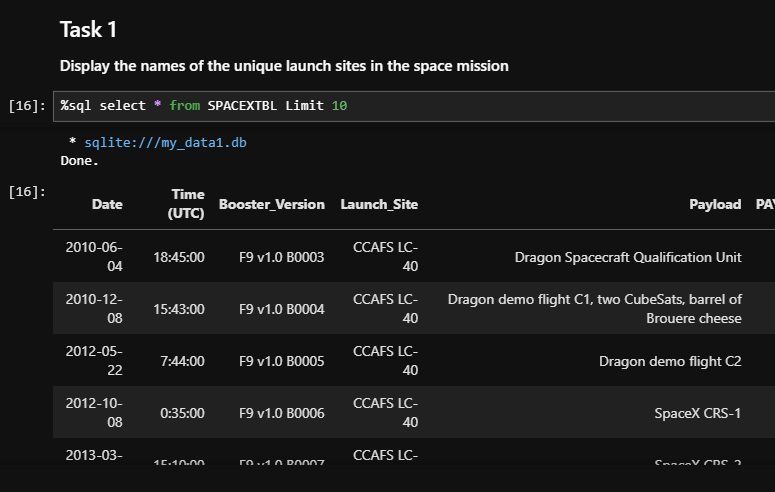 Task 1
Display the names of the unique launch sites in the space mission
[16]: %sql select * from SPACEXTBL Limit 10
* sqlite:///my_data1.db
Done.
[16]:
Date Time (UTC) Booster_Version Launch_Site Payload PAY
2010-06-04 18:45:00 F9 v1.0 B0003 CCAFS LC-40 Dragon Spacecraft Qualification Unit
2010-12-08 15:43:00 F9 v1.0 B0004 CCAFS LC-40 Dragon demo flight C1, two CubeSats, barrel of Brouere cheese
2012-05-22 7:44:00 F9 v1.0 B0005 CCAFS LC-40 Dragon demo flight C2
2012-10-08 0:35:00 F9 v1.0 B0006 CCAFS LC-40 SpaceX CRS-1
2013-03- 15:10:00 F9 v1.0 B0007 CCAFS LC- SpaceX CRS-2